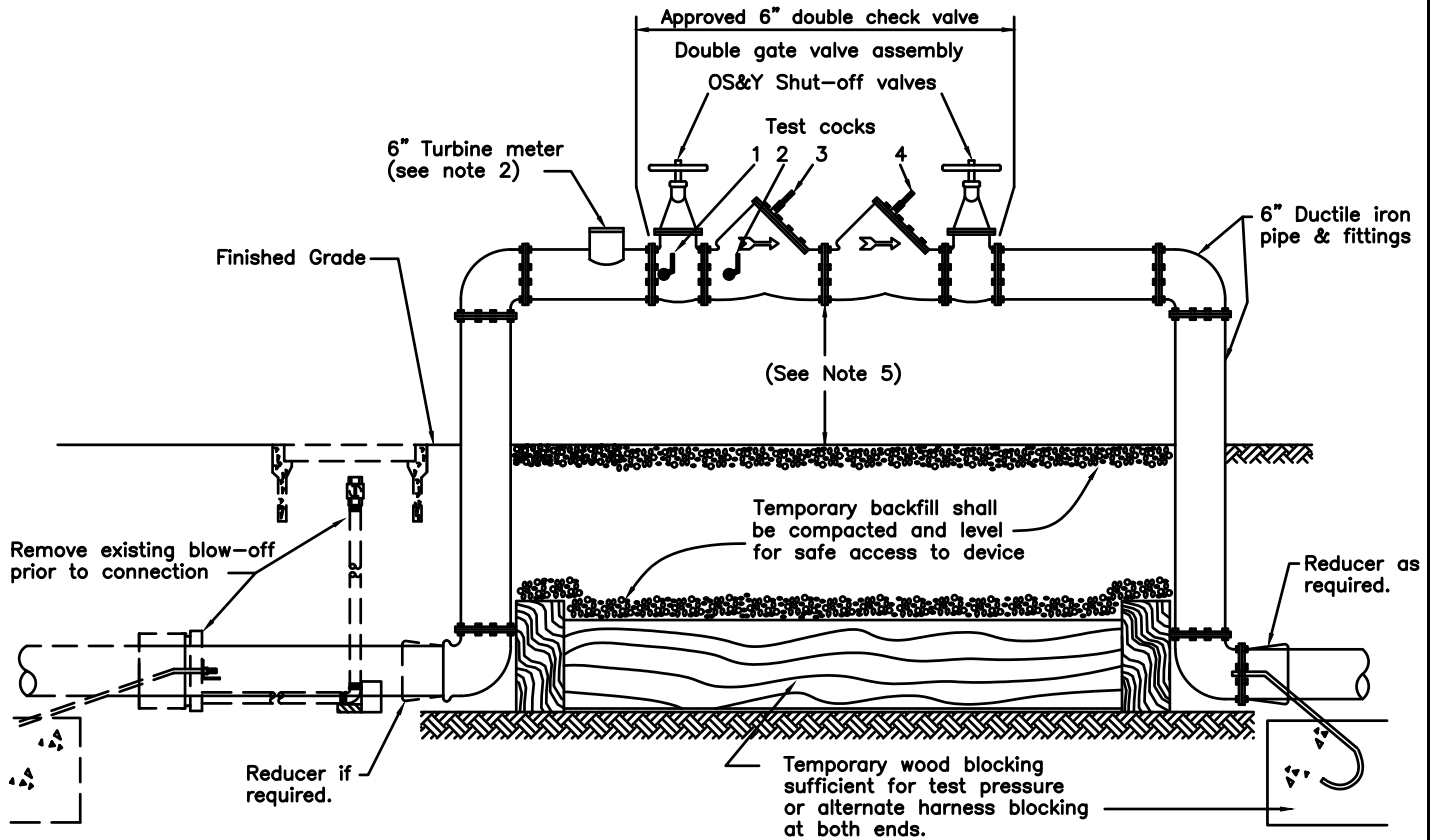 Approved 6" double check valve
Double gate valve assembly
OS&Y Shut-off valves
Test cocks
1 2 3 4
6" Turbine meter
(see note 2)
6" Ductile iron
pipe & fittings
Finished Grade
(See Note 5)
Temporary backfill shall
be compacted and level
for safe access to device
Remove existing blow-off
prior to connection
Reducer as
required.
Reducer if
required.
Temporary wood blocking
sufficient for test pressure
or alternate harness blocking
at both ends.